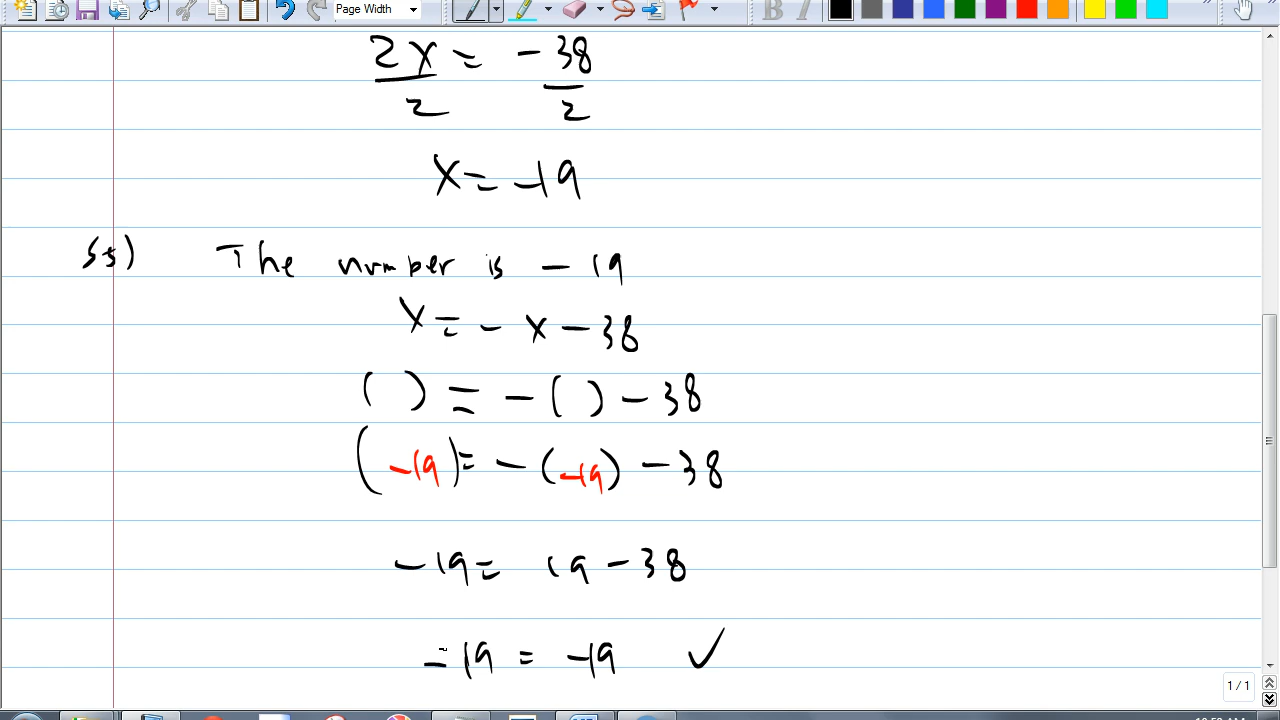 Page Width
2x = -38
2 2
x = -19
S5) The number is -19
x = -x - 38
( ) = -( ) - 38
(-19) = -(-19) - 38
-19 = 19 - 38
-19 = -19 ✓
1/1